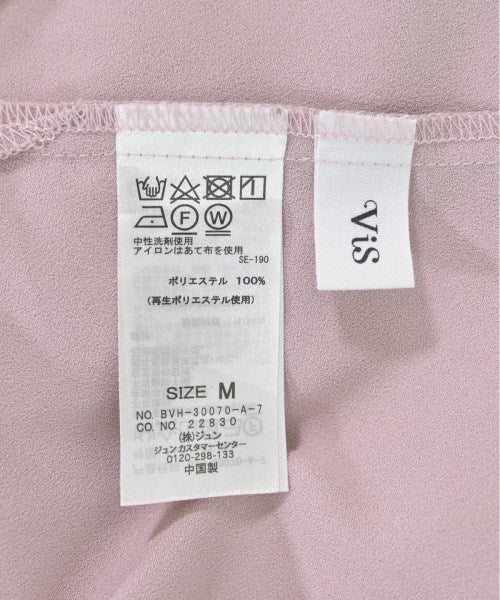 F W
中性洗剤使用
アイロンはあて布を使用
SE-190
ポリエステル 100%
(再生ポリエステル使用)
SIZE M
NO. BVH-30070-A-7
CO. NO. 22830
(株)ジュン
ジュンカスタマーセンター
0120-298-133
中国製
ViS